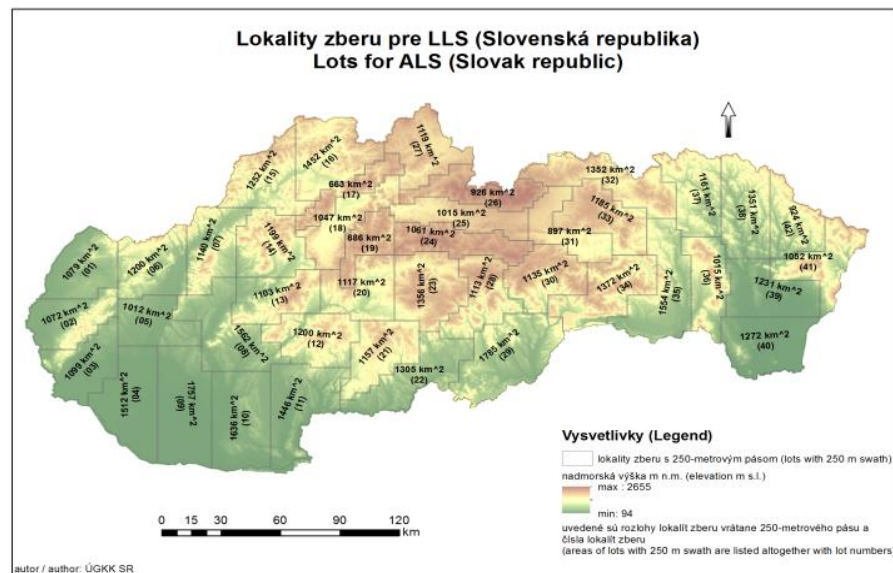 Lokality zberu pre LLS (Slovenská republika)
Lots for ALS (Slovak republic)
1119 km^2
(27)
1452 km^2
(16)
1252 km^2
(15)
663 km^2
(17)
1352 km^2
(32)
926 km^2
(26)
1185 km^2
(33)
1161 km^2
(37)
1351 km^2
(38)
924 km^2
(42)
1015 km^2
(25)
1047 km^2
(18)
1061 km^2
(24)
686 km^2
(19)
897 km^2
(31)
1199 km^2
(14)
1140 km^2
(07)
1200 km^2
(06)
1079 km^2
(01)
1052 km^2
(41)
1015 km^2
(36)
1231 km^2
(39)
1117 km^2
(20)
1356 km^2
(23)
1113 km^2
(28)
1135 km^2
(30)
1372 km^2
(34)
1554 km^2
(35)
1103 km^2
(13)
1072 km^2
(02)
1012 km^2
(05)
1099 km^2
(03)
1562 km^2
(08)
1200 km^2
(12)
1157 km^2
(21)
1785 km^2
(29)
1272 km^2
(40)
1305 km^2
(22)
1512 km^2
(04)
1757 km^2
(09)
1636 km^2
(10)
1446 km^2
(11)
Vysvetlivky (Legend)
lokality zberu s 250-metrovým pásom (lots with 250 m swath)
nadmorská výška m n.m. (elevation m s.l.)
max : 2655
min: 94
uvedené sú rozlohy lokalít zberu vrátane 250-metrového pásu a
čísla lokalít zberu
(areas of lots with 250 m swath are listed altogether with lot numbers)
0 15 30 60 90 120
km
autor / author: ÚGKK SR